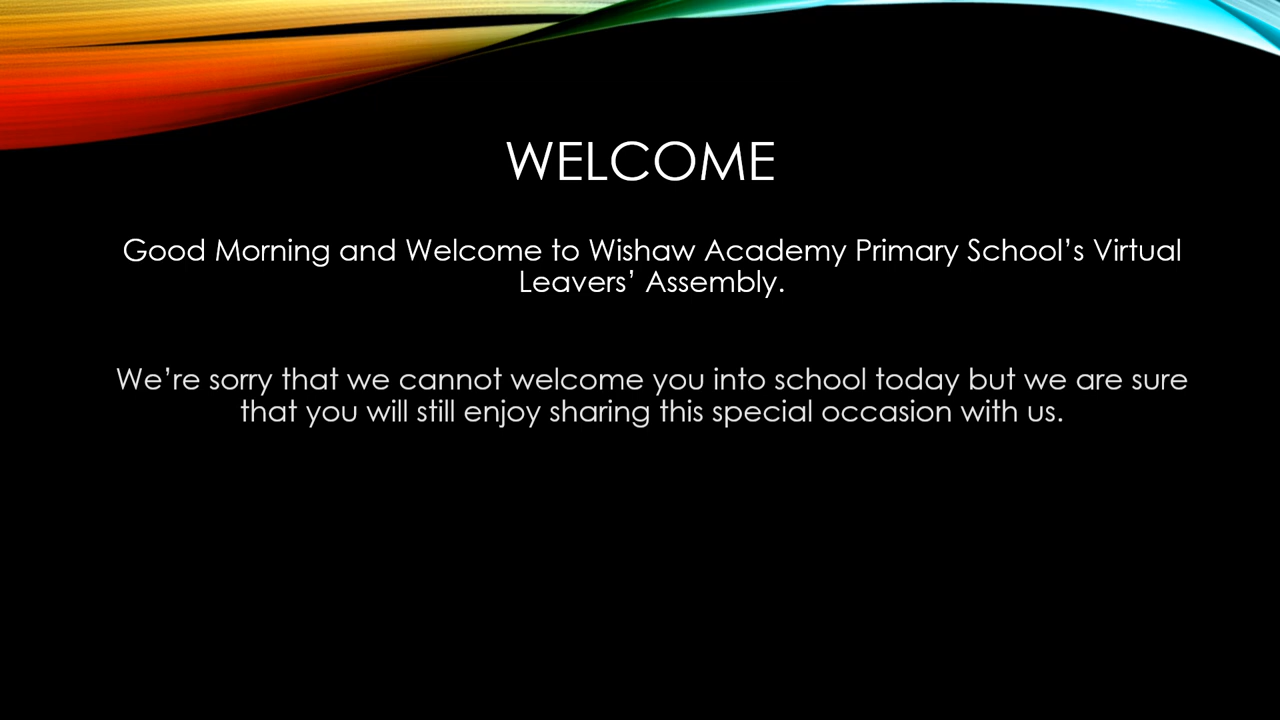 WELCOME
Good Morning and Welcome to Wishaw Academy Primary School’s Virtual
Leavers’ Assembly.
We’re sorry that we cannot welcome you into school today but we are sure
that you will still enjoy sharing this special occasion with us.